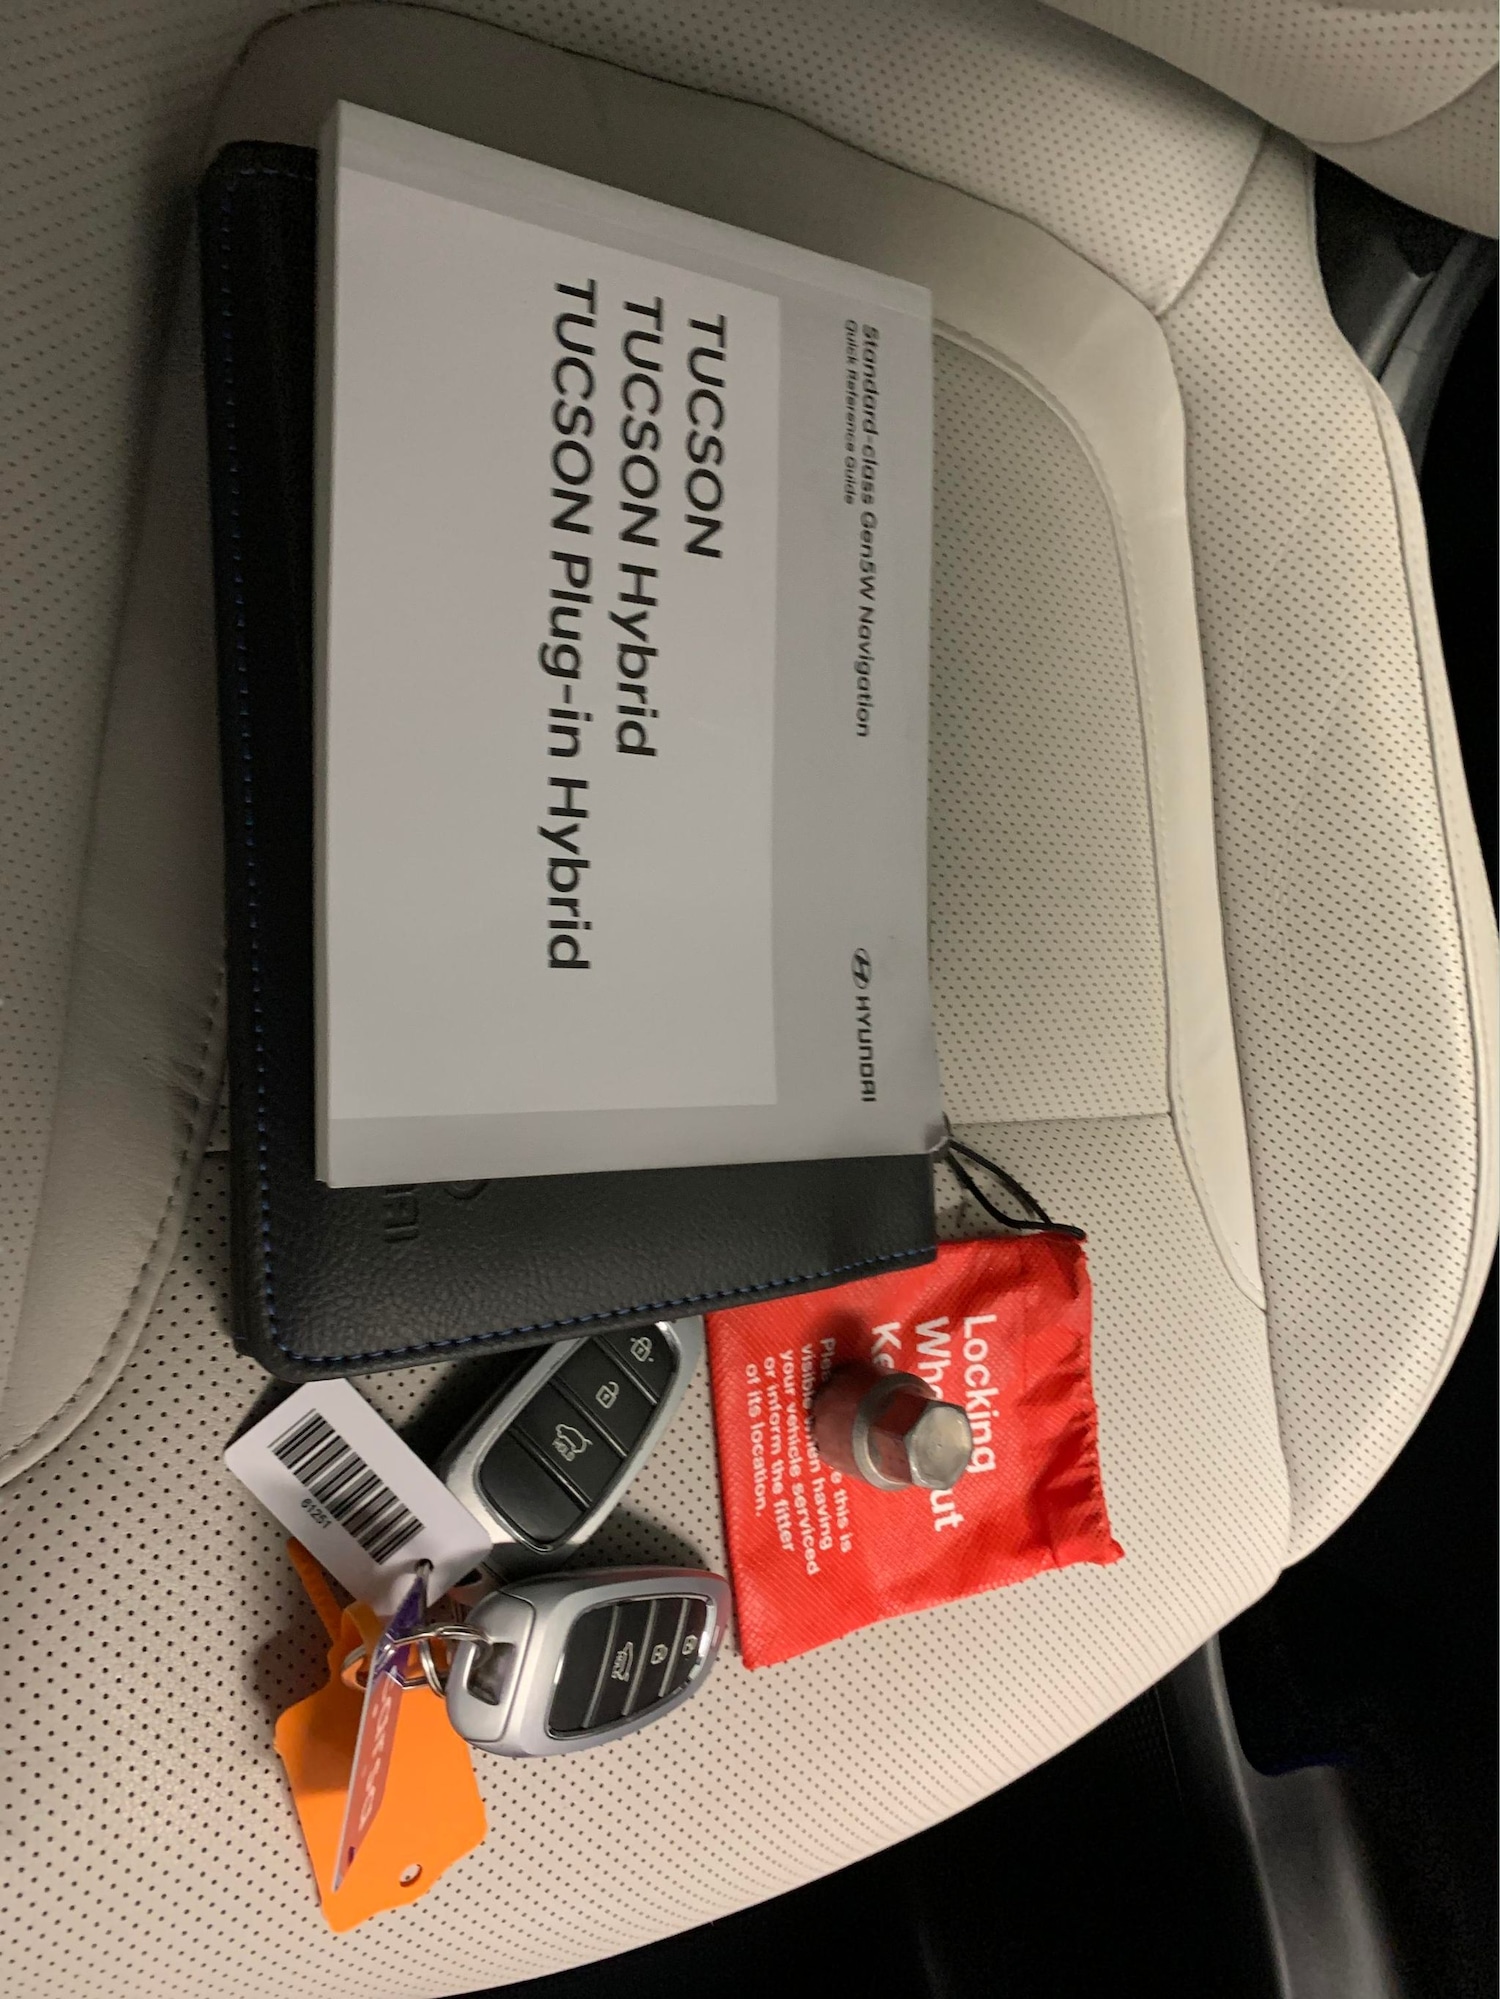 Standard-class Gen5W Navigation
Quick Reference Guide
HYUNDAI
TUCSON
TUCSON Hybrid
TUCSON Plug-in Hybrid
Locking
this is
visible when having
your vehicle serviced
or inform the fitter
of its location.
HOLD
61251